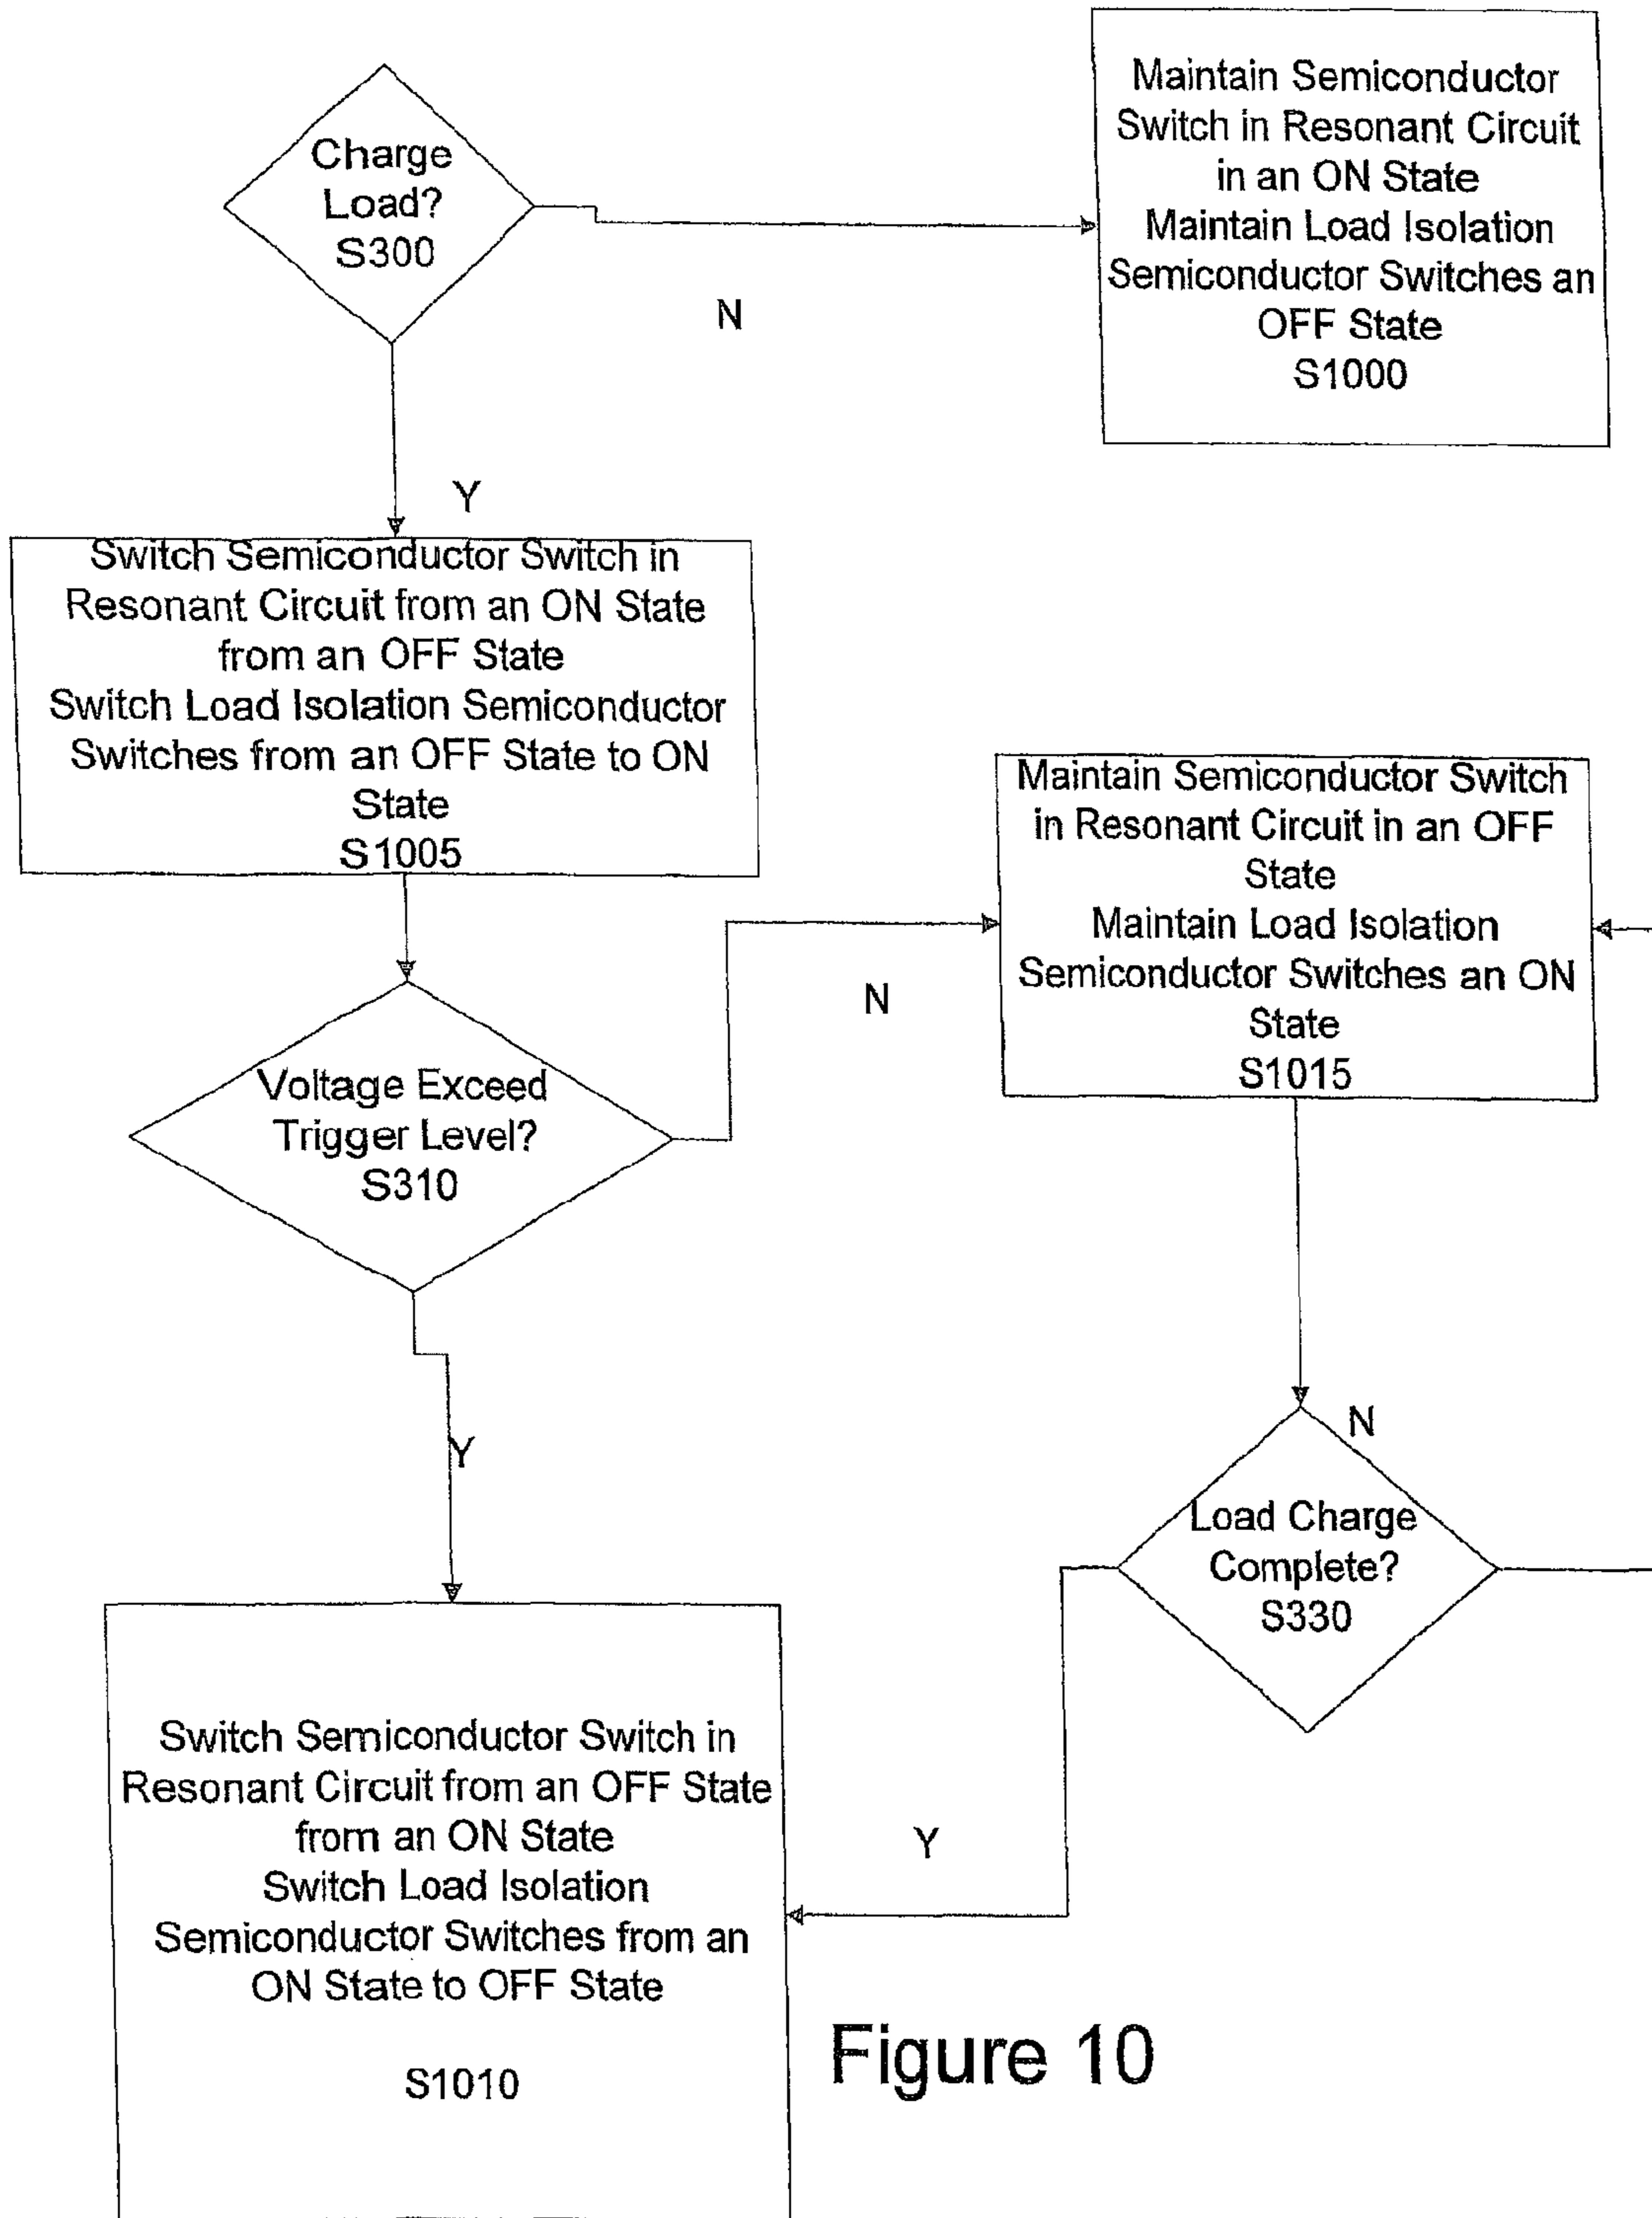 Charge
Load?
S300
N
Y
Maintain Semiconductor
Switch in Resonant Circuit
in an ON State
Maintain Load Isolation
Semiconductor Switches an
OFF State
S1000
Switch Semiconductor Switch in
Resonant Circuit from an ON State
from an OFF State
Switch Load Isolation Semiconductor
Switches from an OFF State to ON
State
S1005
Voltage Exceed
Trigger Level?
S310
N
Y
Maintain Semiconductor Switch
in Resonant Circuit in an OFF
State
Maintain Load Isolation
Semiconductor Switches an ON
State
S1015
N
Load Charge
Complete?
S330
Y
Switch Semiconductor Switch in
Resonant Circuit from an OFF State
from an ON State
Switch Load Isolation
Semiconductor Switches from an
ON State to OFF State
S1010
Figure 10